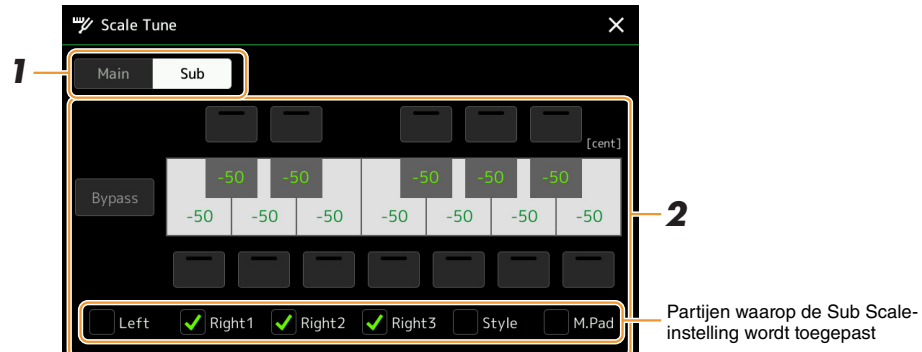 Scale Tune
1
Main Sub
[cent]
Bypass
-50 -50 -50 -50 -50
-50 -50 -50 -50 -50 -50 -50
2
Left Right1 Right2 Right3 Style M.Pad
Partijen waarop de Sub Scale-
instelling wordt toegepast